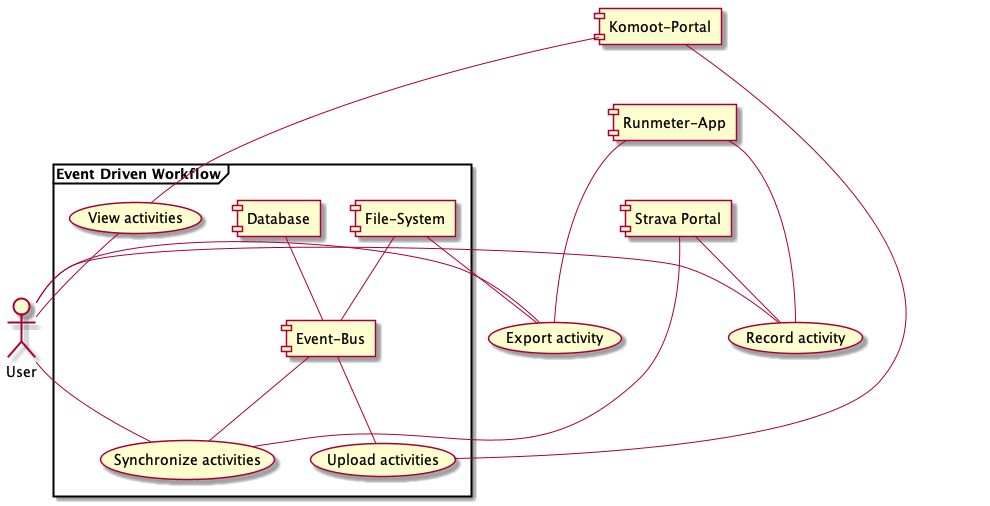 Komoot-Portal
Runmeter-App
Event Driven Workflow
View activities
Database
File-System
Strava Portal
Event-Bus
Export activity
Record activity
User
Synchronize activities
Upload activities